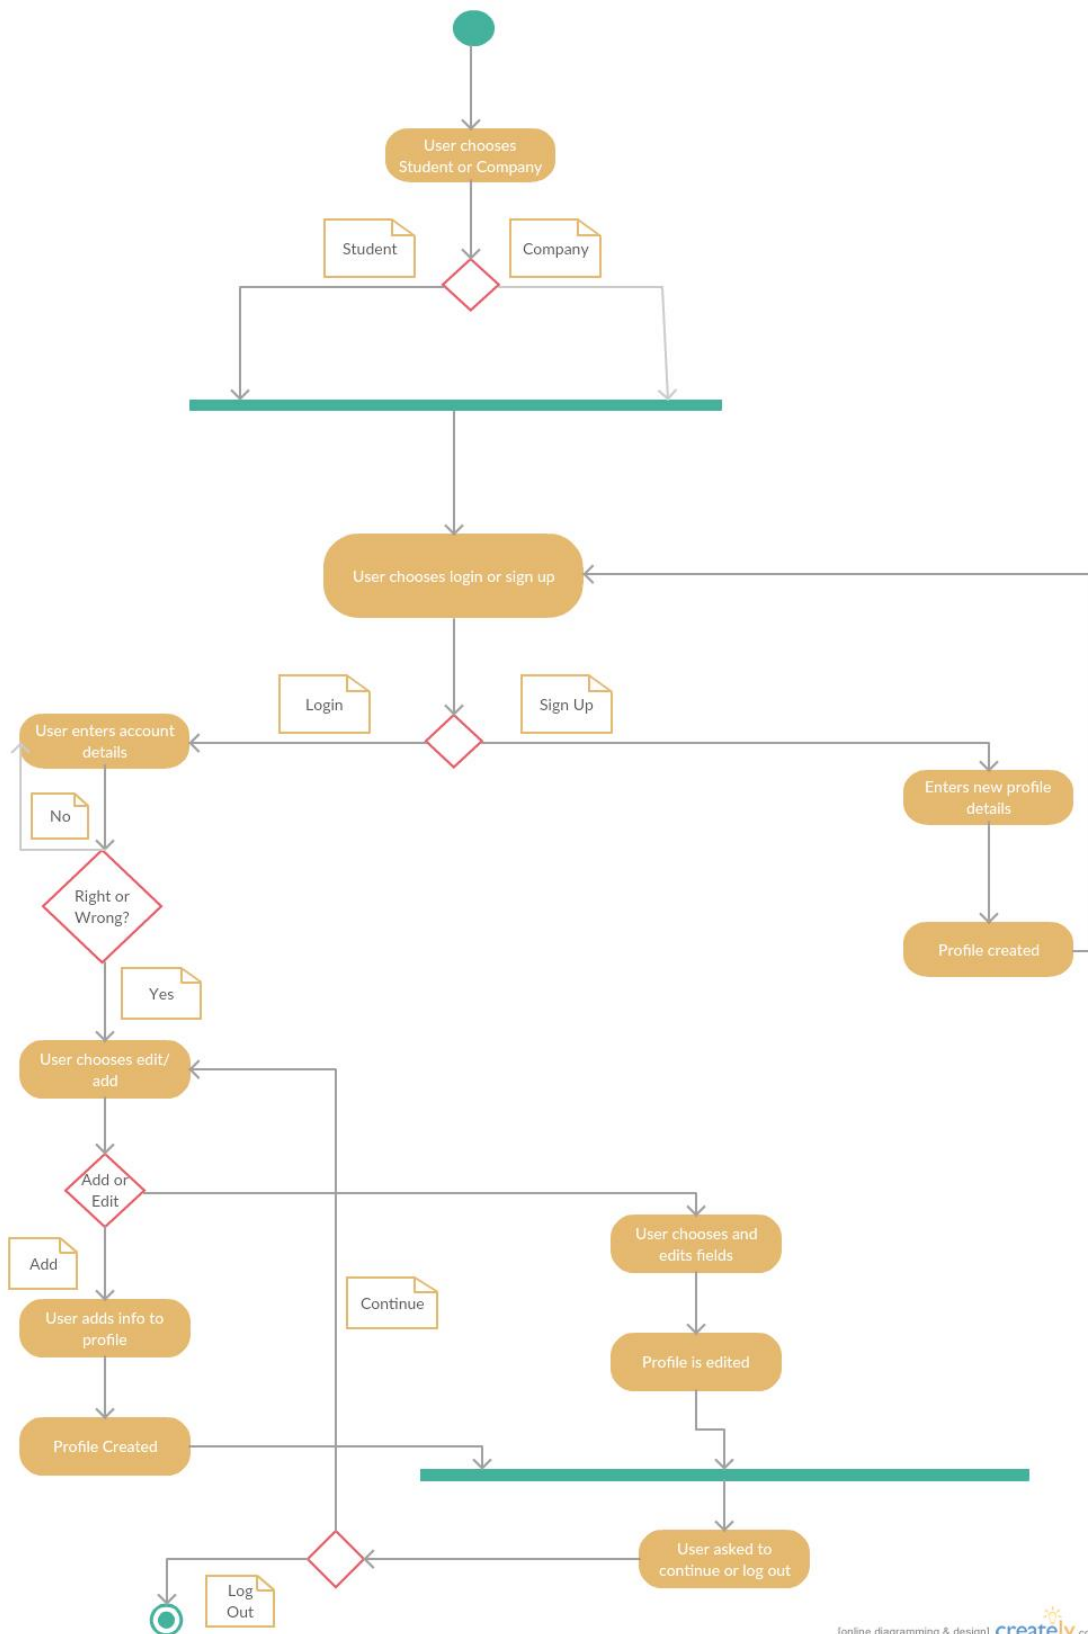 User chooses
Student or Company
Student
Company
User chooses login or sign up
Login
Sign Up
User enters account
details
Enters new profile
details
No
Right or
Wrong?
Profile created
Yes
User chooses edit/
add
Add or
Edit
User chooses and
edits fields
Add
Continue
User adds info to
profile
Profile is edited
Profile Created
User asked to
continue or log out
Log
Out
[online diagramming & design] creately.co